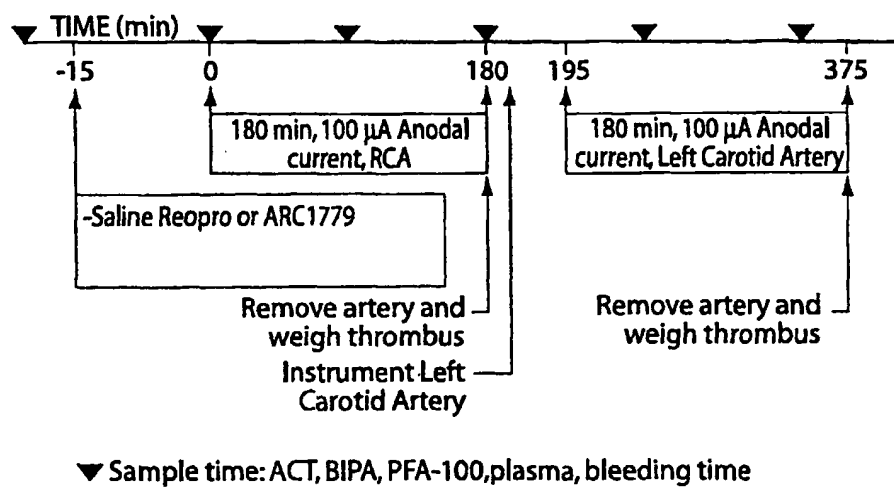 TIME (min)
-15 0 180 195 375
180 min, 100 µA Anodal
current, RCA
180 min, 100 µA Anodal
current, Left Carotid Artery
-Saline Reopro or ARC1779
Remove artery and
weigh thrombus
Remove artery and
weigh thrombus
Instrument Left
Carotid Artery
Sample time: ACT, BIPA, PFA-100,plasma, bleeding time